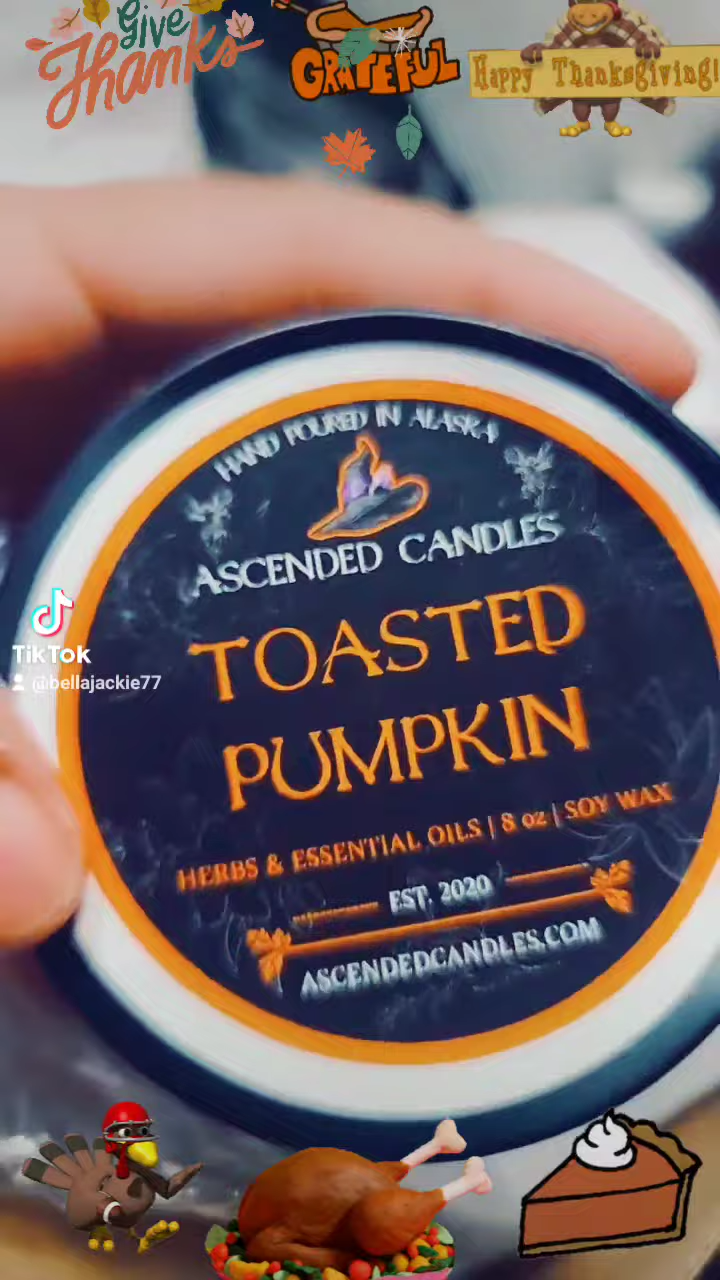 Give
Thanks
GRATEFUL
Happy Thanksgiving!
HAND POURED IN ALASKA
ASCENDED CANDLES
TOASTED
PUMPKIN
HERBS & ESSENTIAL OILS | 8 oz | SOY WAX
EST. 2020
ASCENDEDCANDLES.COM
TikTok
@bellajackie77